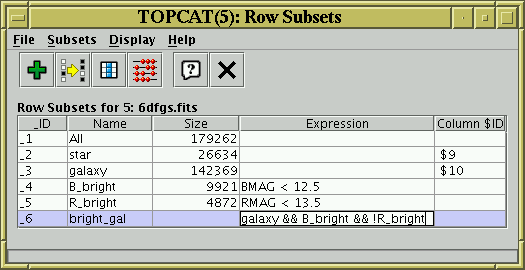 TOPCAT(5): Row Subsets
File Subsets Display Help
Row Subsets for 5: 6dfgs.fits
_ID Name Size Expression Column $ID
_1 All 179262
_2 star 26634 $9
_3 galaxy 142369 $10
_4 B_bright 9921 BMAG < 12.5
_5 R_bright 4872 RMAG < 13.5
_6 bright_gal galaxy && B_bright && !R_bright